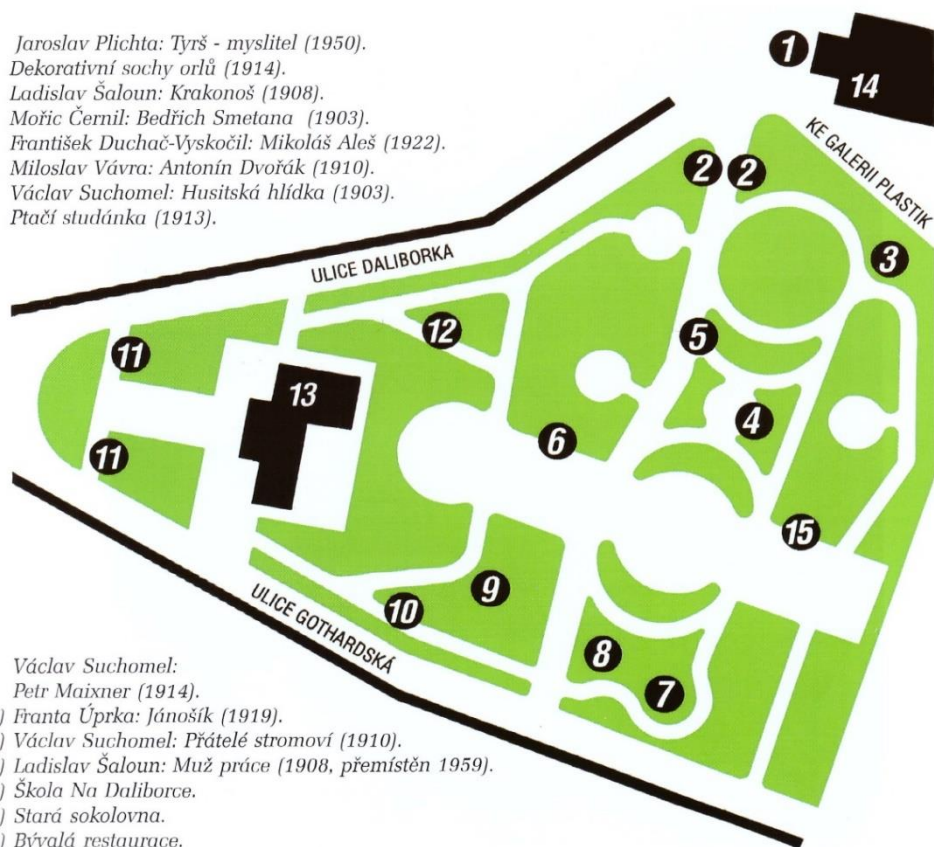 Jaroslav Plichta: Tyrš - myslitel (1950).
Dekorativní sochy orlů (1914).
Ladislav Šaloun: Krakonoš (1908).
Mořic Černil: Bedřich Smetana (1903).
František Duchač-Vyskočil: Mikoláš Aleš (1922).
Miloslav Vávra: Antonín Dvořák (1910).
Václav Suchomel: Husitská hlídka (1903).
Ptačí studánka (1913).
1
14
KE GALERII PLASTIK
2 2
3
ULICE DALIBORKA
12
5
11
13
4
6
11
15
9
ULICE GOTHARDSKÁ
10
8
7
Václav Suchomel:
Petr Maixner (1914).
) Franta Úprka: Jánošík (1919).
) Václav Suchomel: Přátelé stromoví (1910).
) Ladislav Šaloun: Muž práce (1908, přemístěn 1959).
) Škola Na Daliborce.
) Stará sokolovna.
) Bývalá restaurace.